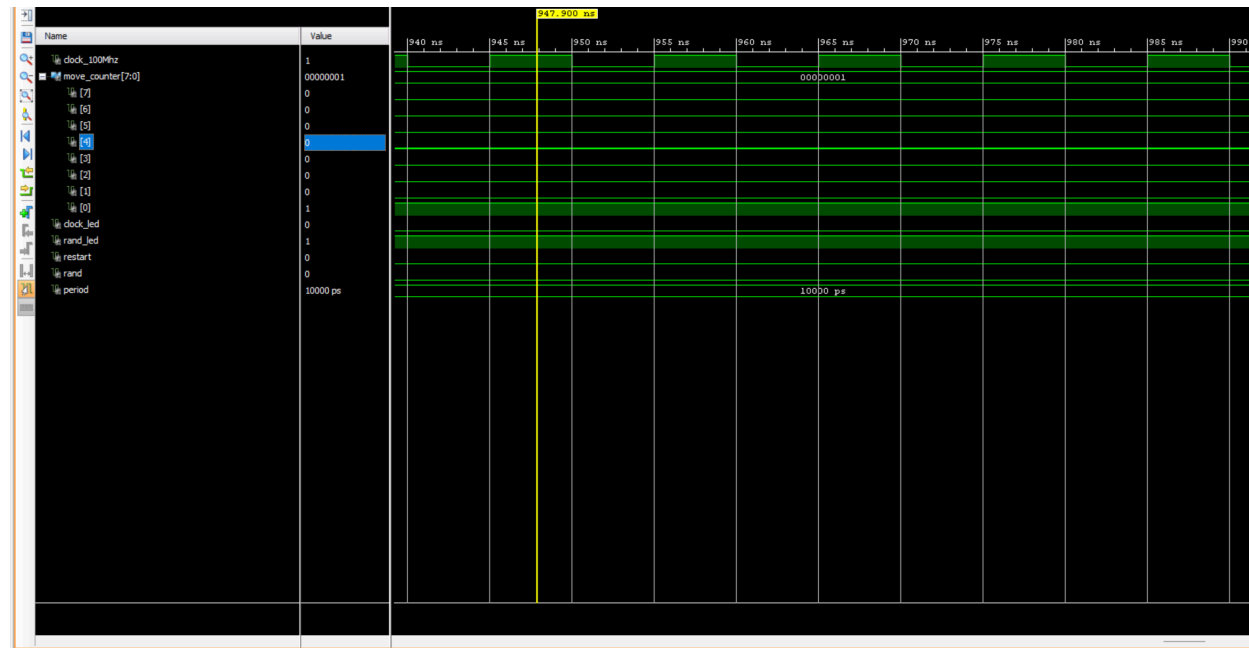 947.900 ns
Name Value
940 ns 945 ns 950 ns 955 ns 960 ns 965 ns 970 ns 975 ns 980 ns 985 ns 990
clock_100Mhz 1
move_counter[7:0] 00000001 00000001
[7] 0
[6] 0
[5] 0
[4] 0
[3] 0
[2] 0
[1] 0
[0] 1
clock_led 0
rand_led 1
restart 0
rand 0
period 10000 ps 10000 ps